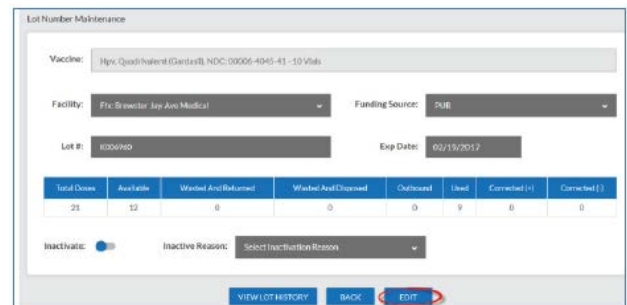 Lot Number Maintenance
Vaccine: Hpv, Quadrivalent (Gardasil), NDC: 00006-4045-41 - 10 Vials
Facility: Brewster Jay Ave Medical Funding Source: PUB
Lot #: K006960 Exp Date: 02/19/2017
Total Doses Available Wasted And Returned Wasted And Disposed Outbound Used Corrected (+) Corrected (-)
21 12 0 0 0 9 0 0
Inactivate: Inactive Reason: Select Inactivation Reason
VIEW LOT HISTORY BACK EDIT